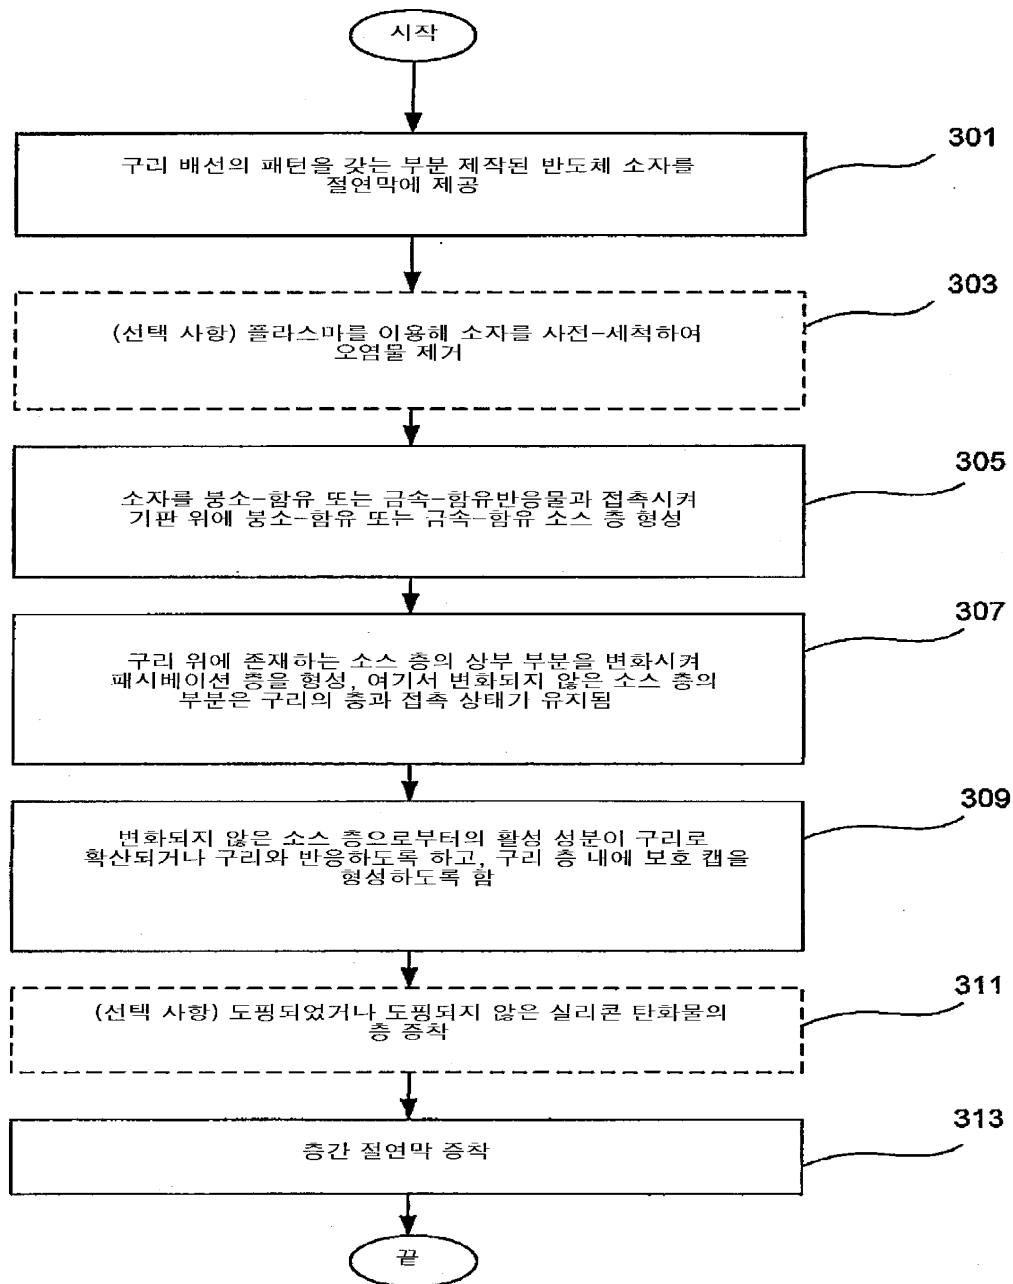 시작
구리 배선의 패턴을 갖는 부분 제작된 반도체 소자를
절연막에 제공
301
(선택 사항) 플라스마를 이용해 소자를 사전-세척하여
오염물 제거
303
소자를 붕소-함유 또는 금속-함유반응물과 접촉시켜
기판 위에 붕소-함유 또는 금속-함유 소스 층 형성
305
구리 위에 존재하는 소스 층의 상부 부분을 변화시켜
패시베이션 층을 형성, 여기서 변화되지 않은 소스 층의
부분은 구리의 층과 접촉 상태가 유지됨
307
변화되지 않은 소스 층으로부터의 활성 성분이 구리로
확산되거나 구리와 반응하도록 하고, 구리 층 내에 보호 캡을
형성하도록 함
309
(선택 사항) 도핑되었거나 도핑되지 않은 실리콘 탄화물의
층 증착
311
층간 절연막 증착
313
끝